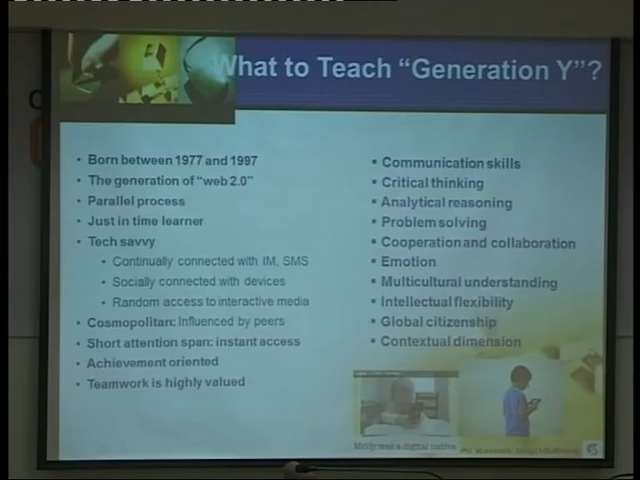 What to Teach “Generation Y”?
• Born between 1977 and 1997
• The generation of “web 2.0”
• Parallel process
• Just in time learner
• Tech savvy
• Continually connected with IM, SMS
• Socially connected with devices
• Random access to interactive media
• Cosmopolitan: Influenced by peers
• Short attention span: instant access
• Achievement oriented
• Teamwork is highly valued
▪ Communication skills
▪ Critical thinking
▪ Analytical reasoning
▪ Problem solving
▪ Cooperation and collaboration
▪ Emotion
▪ Multicultural understanding
▪ Intellectual flexibility
▪ Global citizenship
▪ Contextual dimension
was a digital native